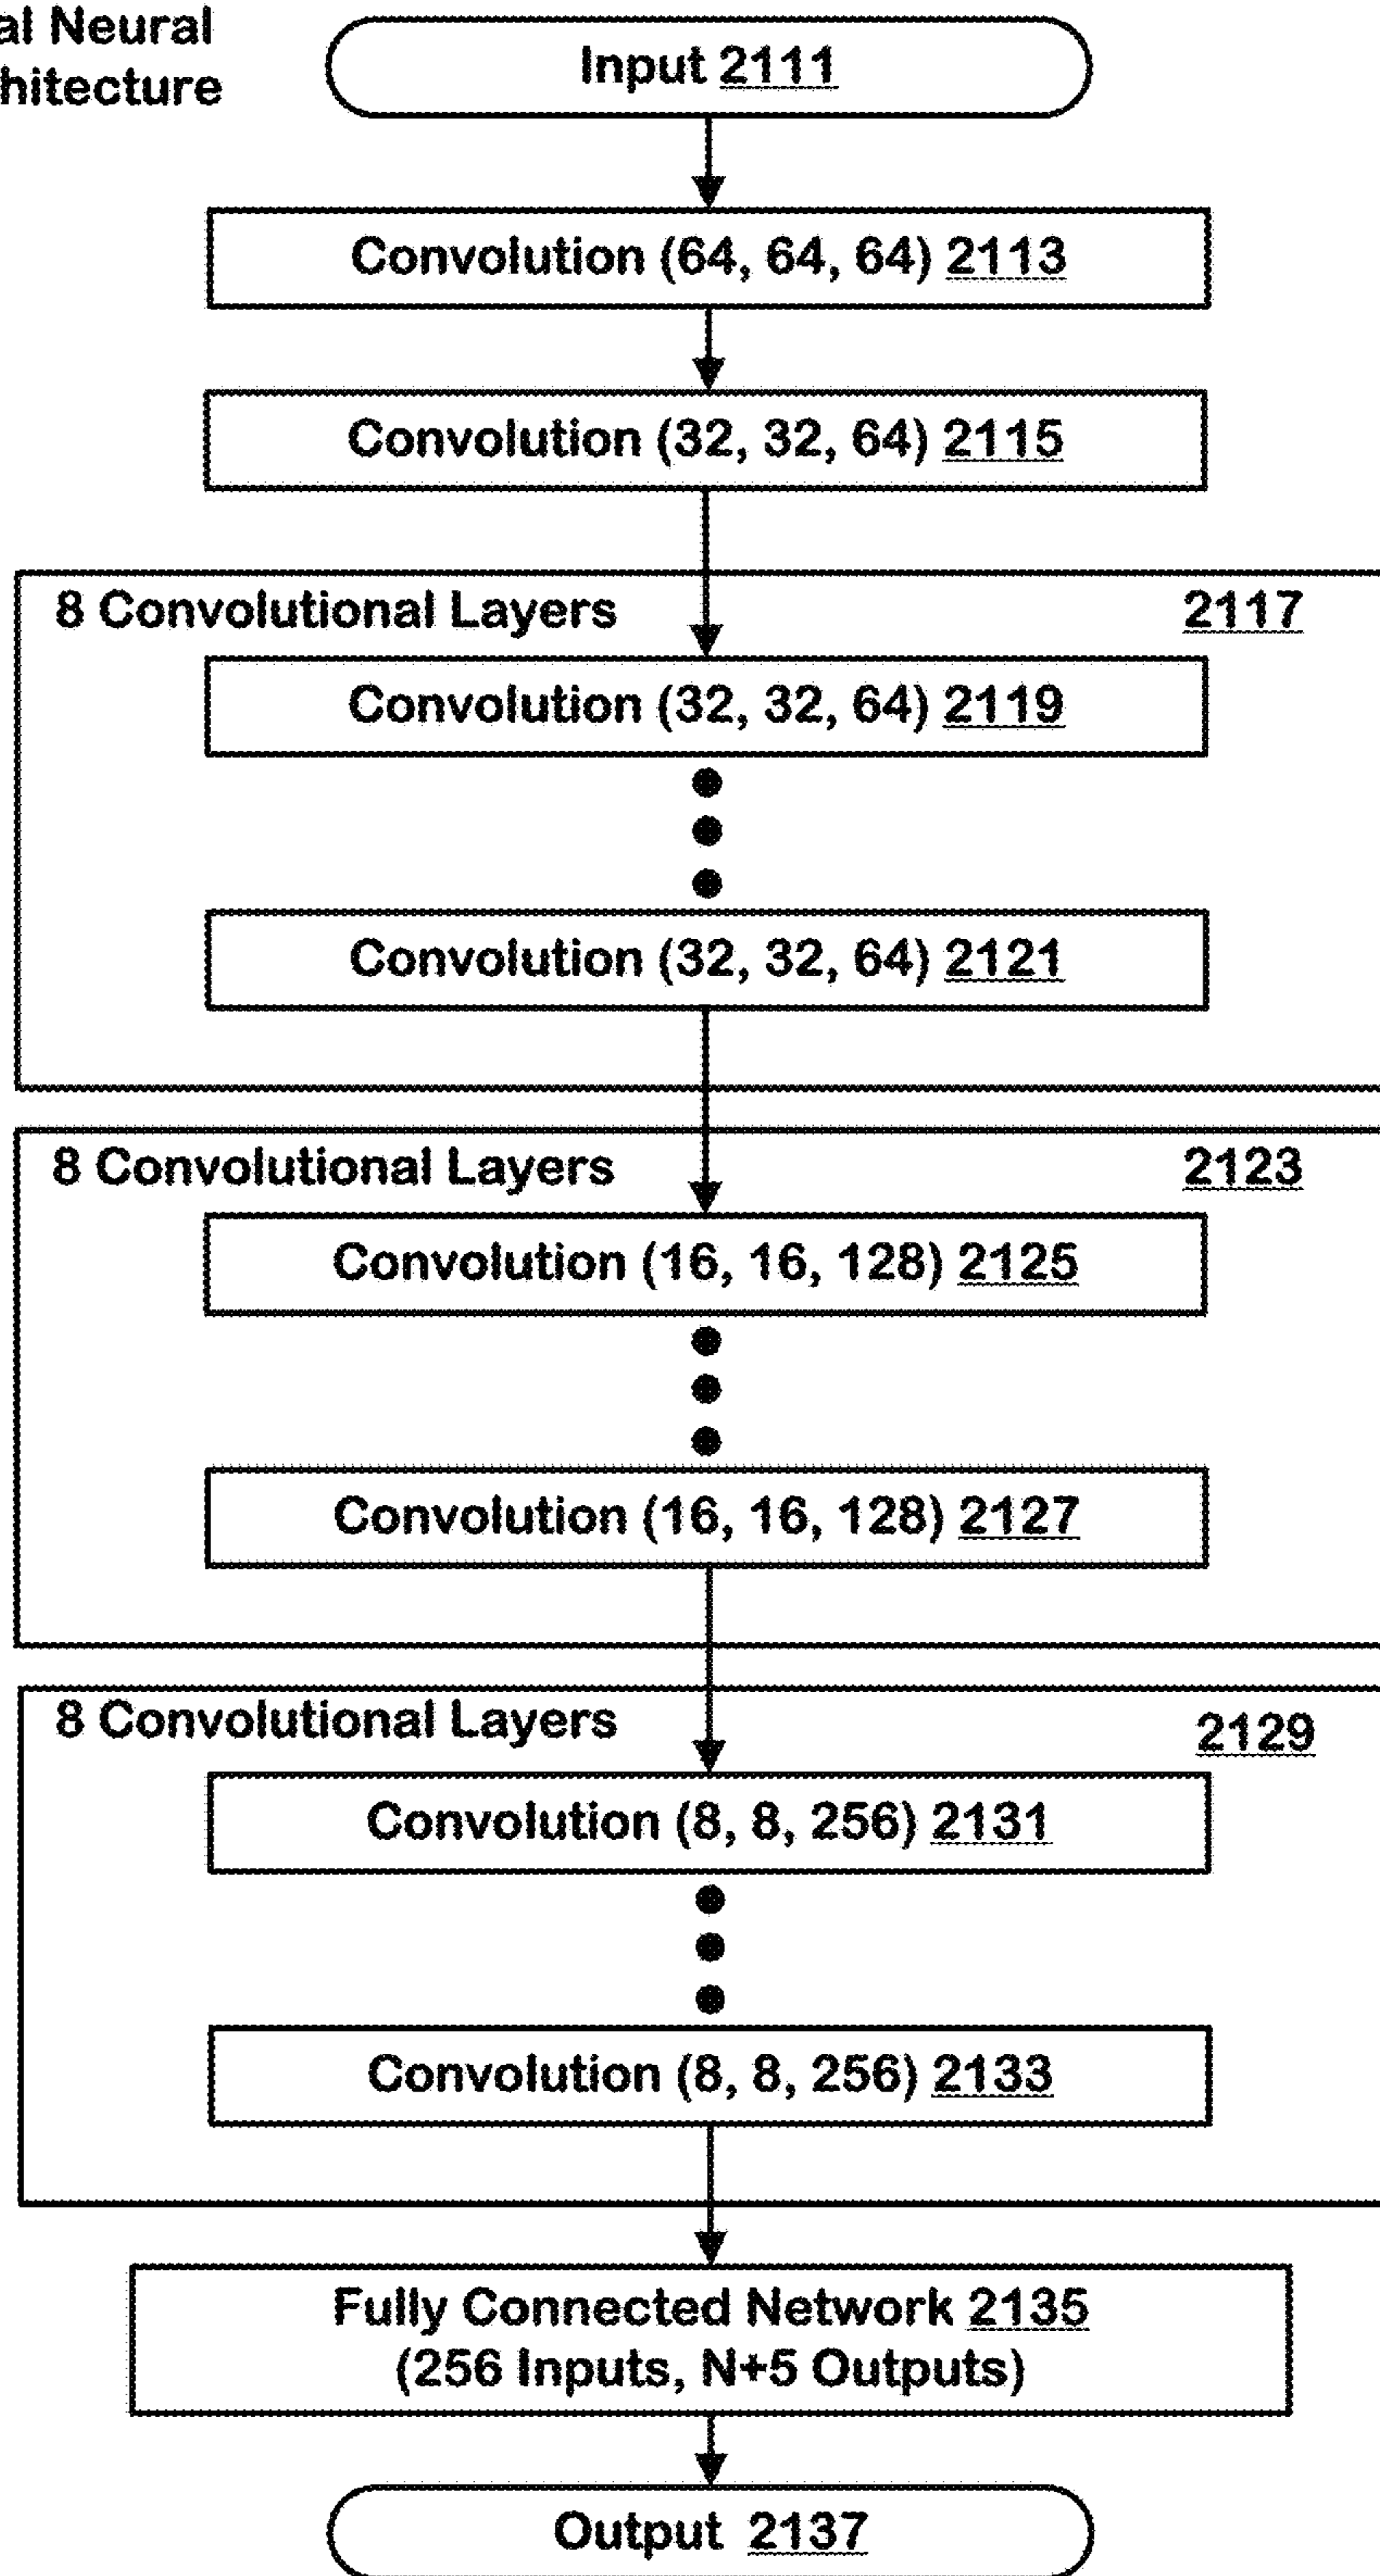 al Neural
hitecture
Input 2111
Convolution (64, 64, 64) 2113
Convolution (32, 32, 64) 2115
8 Convolutional Layers 2117
Convolution (32, 32, 64) 2119
Convolution (32, 32, 64) 2121
8 Convolutional Layers 2123
Convolution (16, 16, 128) 2125
Convolution (16, 16, 128) 2127
8 Convolutional Layers 2129
Convolution (8, 8, 256) 2131
Convolution (8, 8, 256) 2133
Fully Connected Network 2135
(256 Inputs, N+5 Outputs)
Output 2137